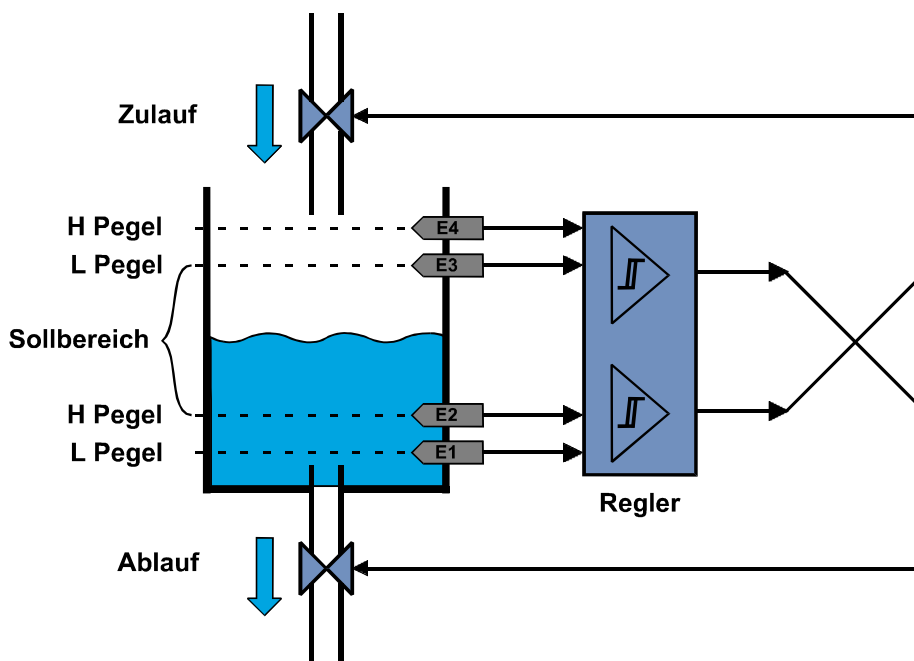 Zulauf
H Pegel
E4
L Pegel
E3
Sollbereich
H Pegel
E2
L Pegel
E1
Regler
Ablauf